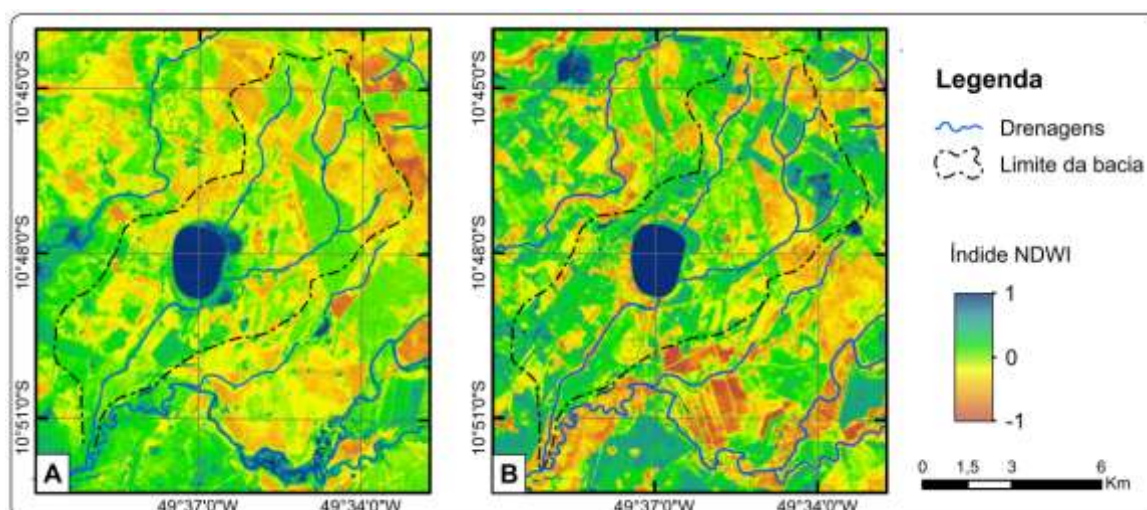 10°45'0"S
10°48'0"S
10°51'0"S
A
49°37'0"W
49°34'0"W
10°45'0"S
10°48'0"S
10°51'0"S
B
49°37'0"W
49°34'0"W
Legenda
Drenagens
Limite da bacia
Índide NDWI
1
0
-1
0 1,5 3 6
Km